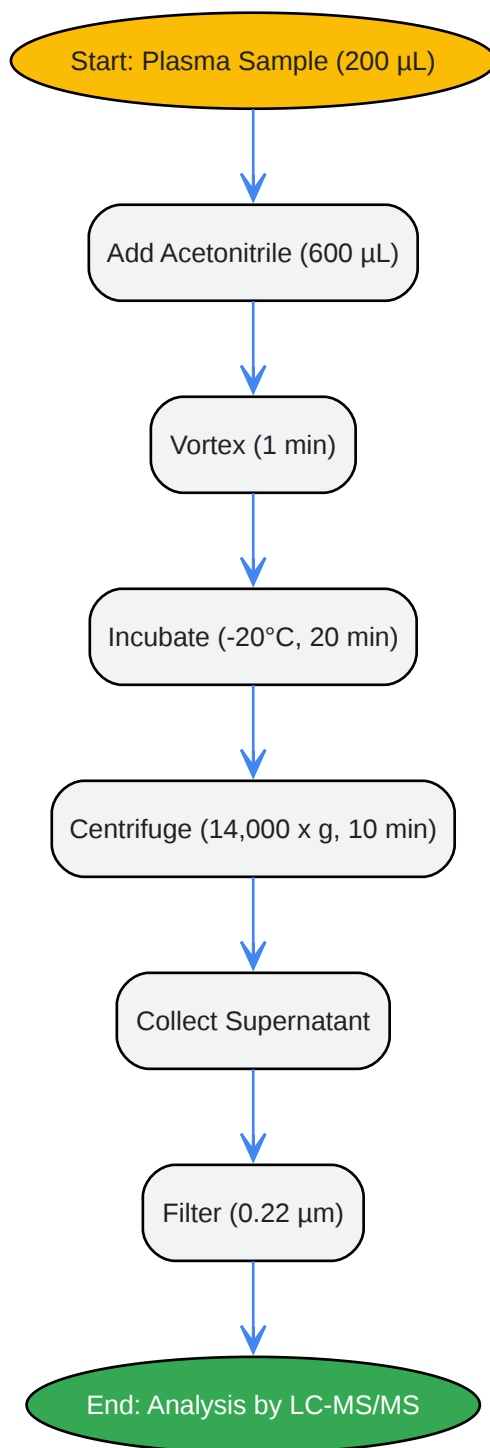 Start: Plasma Sample (200 µL)
Add Acetonitrile (600 µL)
Vortex (1 min)
Incubate (-20°C, 20 min)
Centrifuge (14,000 x g, 10 min)
Collect Supernatant
Filter (0.22 µm)
End: Analysis by LC-MS/MS